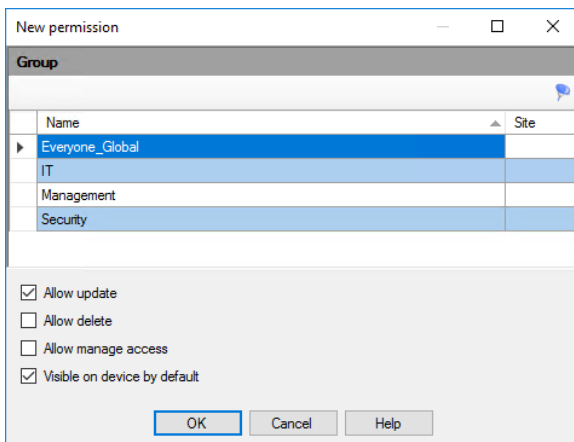 New permission
Group
Name Site
Everyone_Global
IT
Management
Security
Allow update
Allow delete
Allow manage access
Visible on device by default
OK Cancel Help